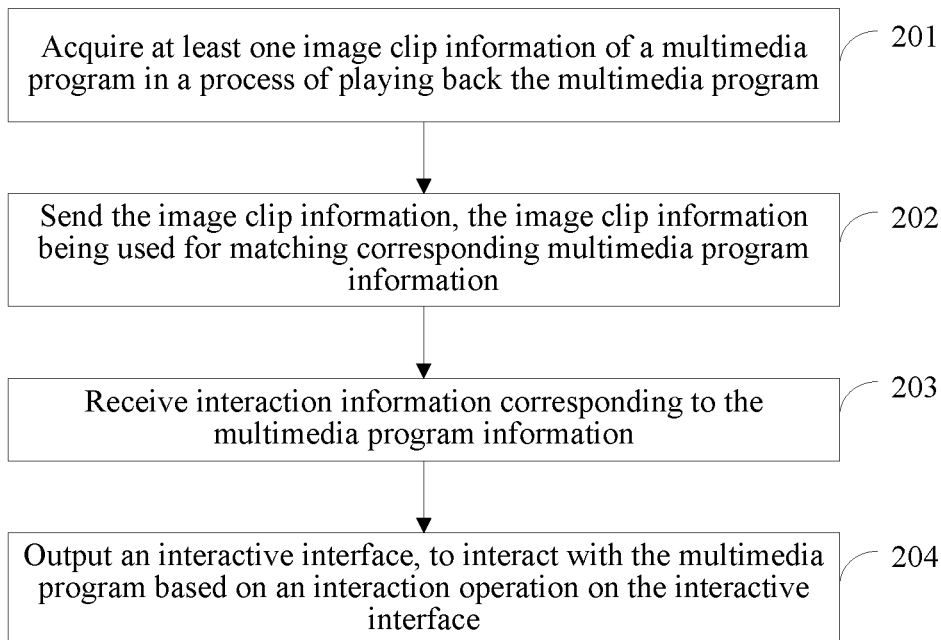 Acquire at least one image clip information of a multimedia
program in a process of playing back the multimedia program
201
Send the image clip information, the image clip information
being used for matching corresponding multimedia program
information
202
Receive interaction information corresponding to the
multimedia program information
203
Output an interactive interface, to interact with the multimedia
program based on an interaction operation on the interactive
interface
204